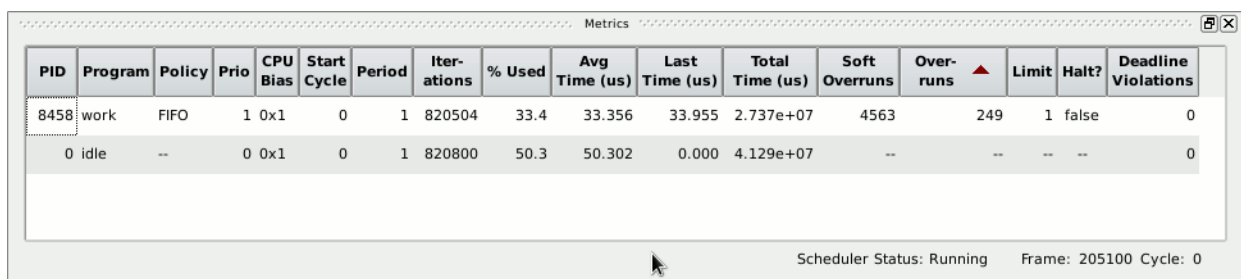 Metrics
PID Program Policy Prio CPU Bias Start Cycle Period Iter- ations % Used Avg Time (us) Last Time (us) Total Time (us) Soft Overruns Over- runs Limit Halt? Deadline Violations
8458 work FIFO 1 0x1 0 1 820504 33.4 33.356 33.955 2.737e+07 4563 249 1 false 0
0 idle -- 0 0x1 0 1 820800 50.3 50.302 0.000 4.129e+07 -- -- -- -- 0
Scheduler Status: Running Frame: 205100 Cycle: 0